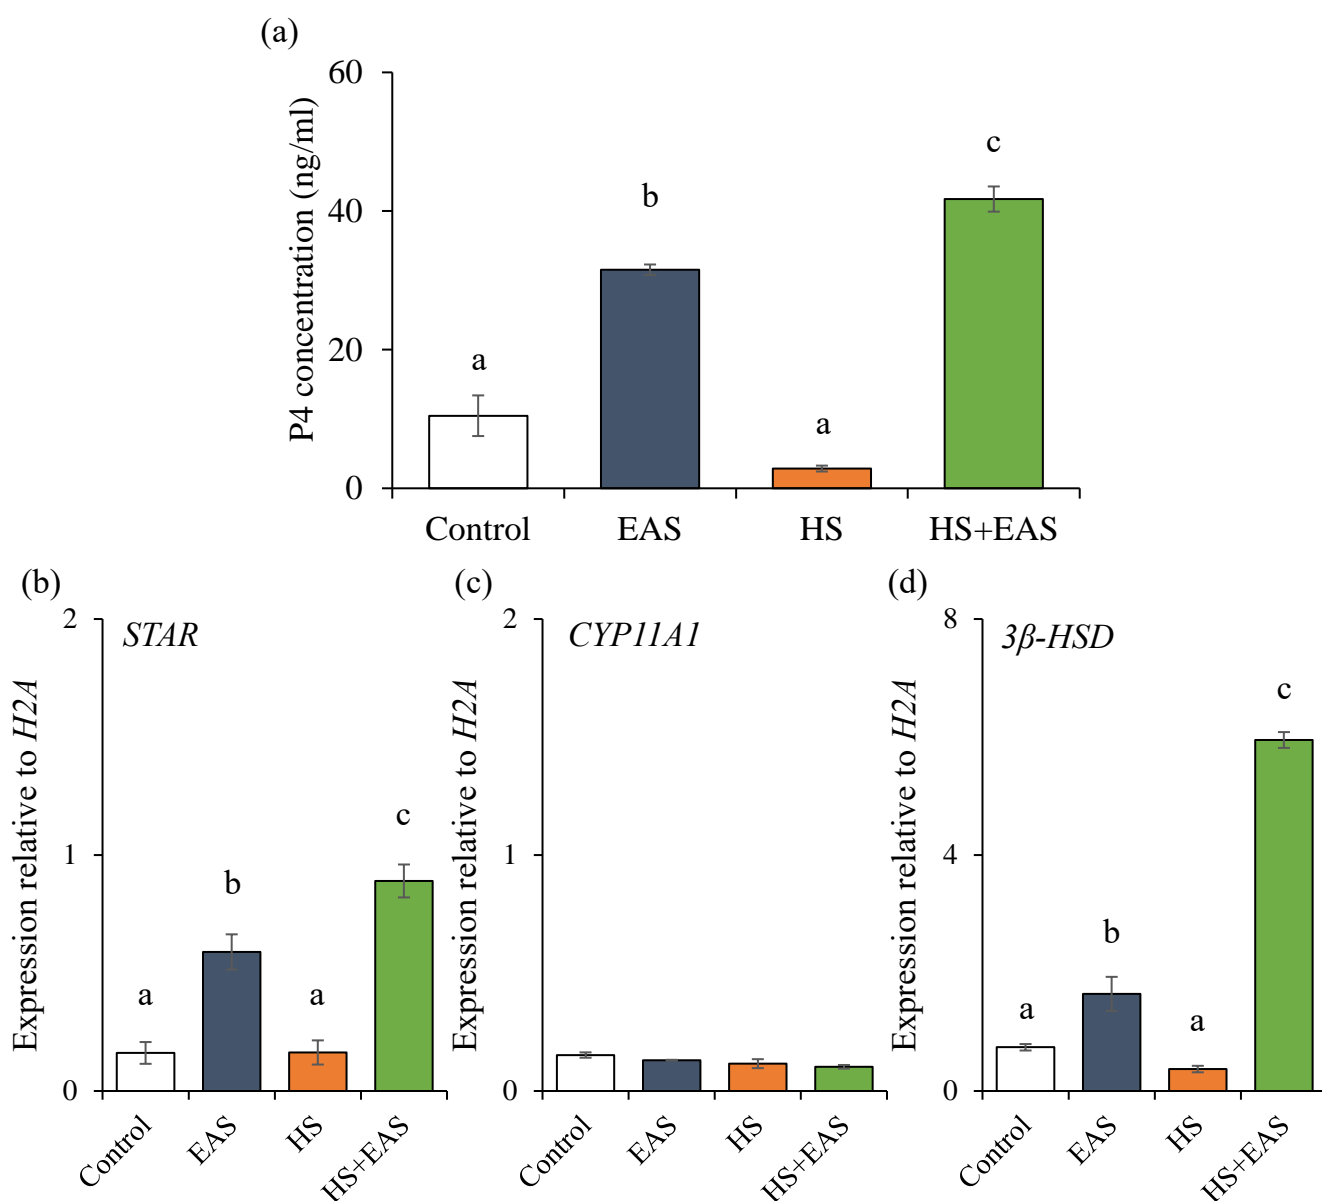 (a)
P4 concentration (ng/ml)
60
40
20
0
a
b
a
c
Control EAS HS HS+EAS
(b)
STAR
Expression relative to H2A
2
1
0
a
b
a
c
Control EAS HS HS+EAS
(c)
CYP11A1
Expression relative to H2A
2
1
0
Control EAS HS HS+EAS
(d)
3β-HSD
Expression relative to H2A
8
4
0
a
b
a
c
Control EAS HS HS+EAS